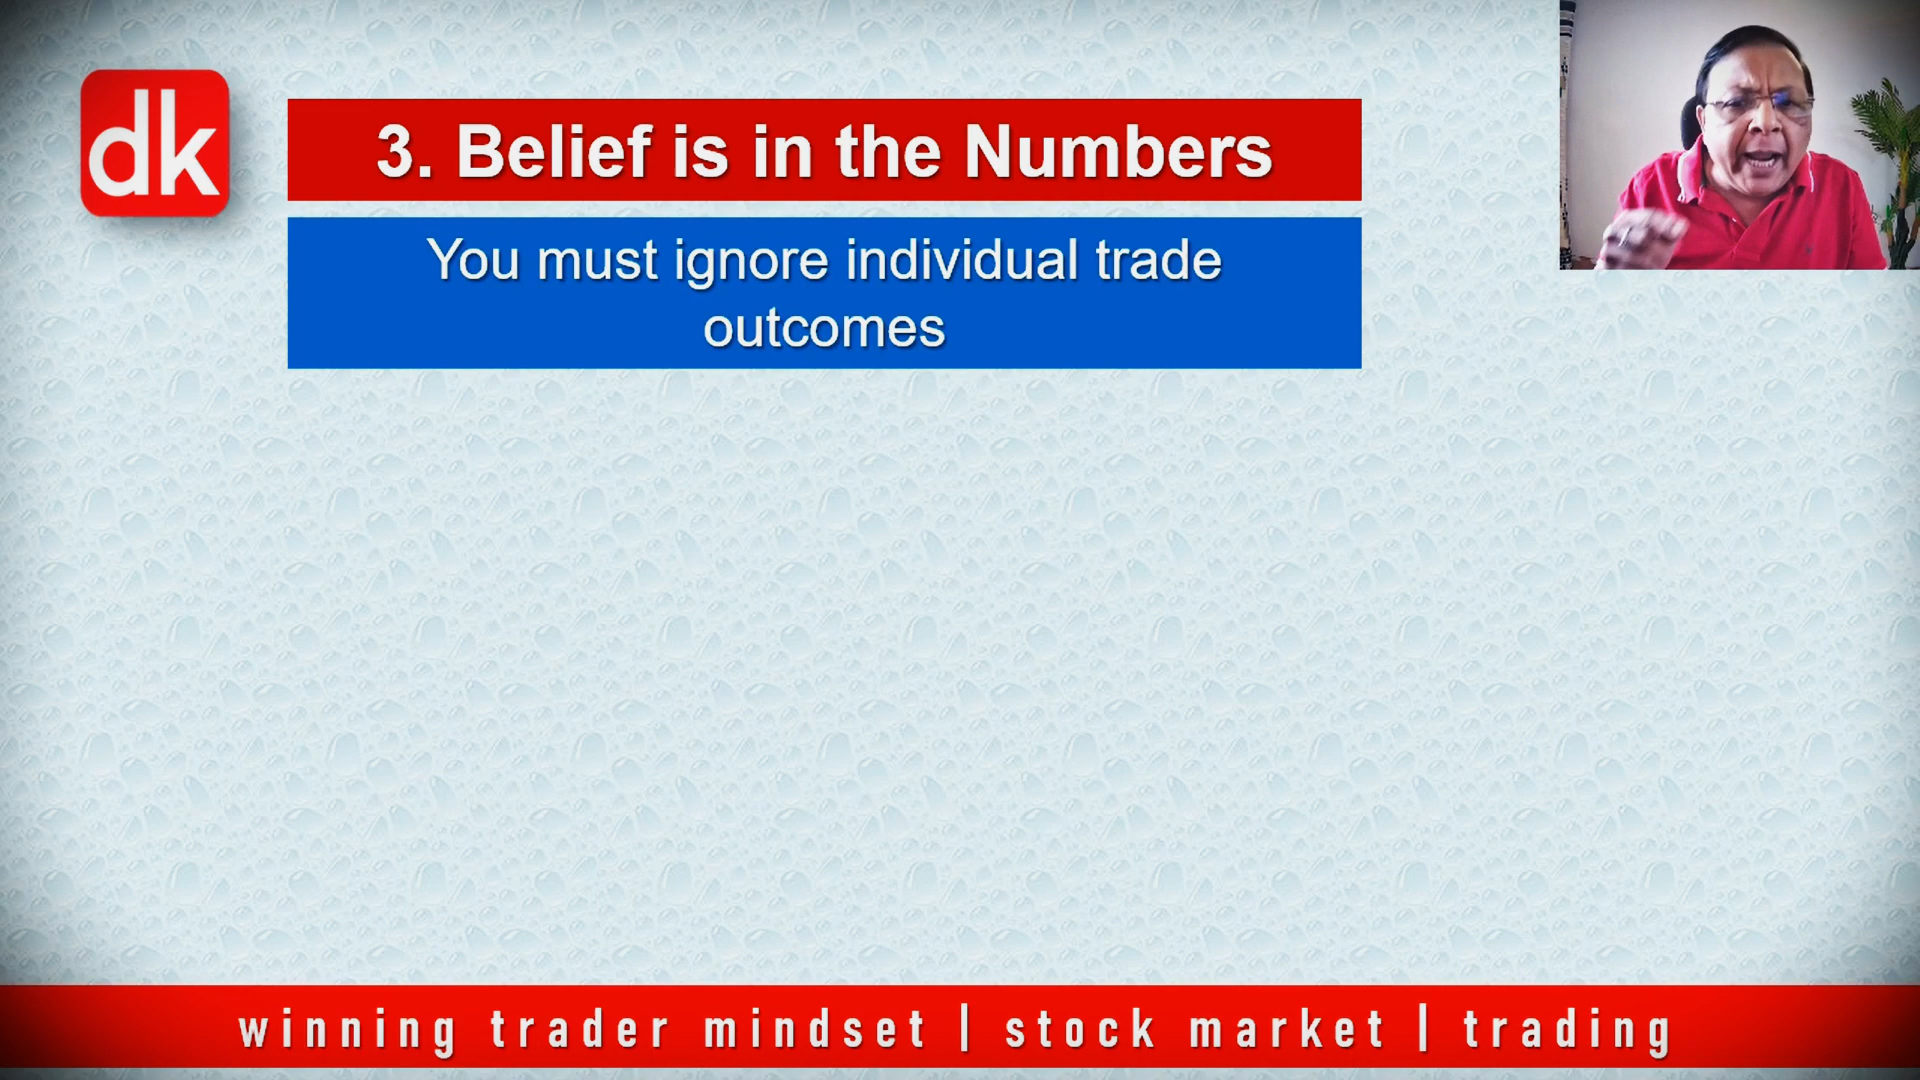 dk
3. Belief is in the Numbers
You must ignore individual trade
outcomes
winning trader mindset | stock market | trading